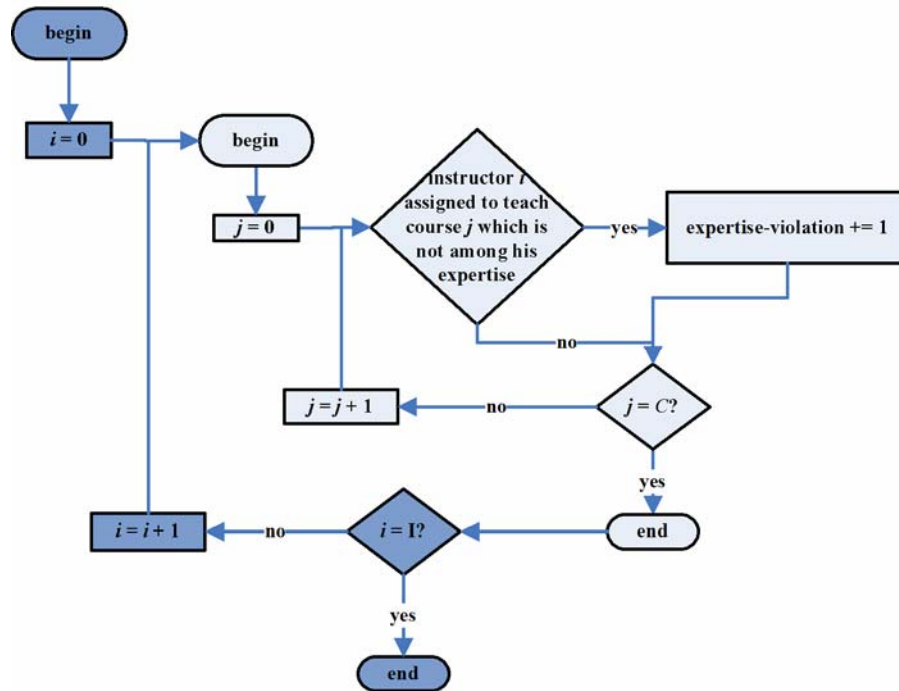 begin
i = 0
begin
j = 0
instructor i
assigned to teach
course j which is
not among his
expertise
yes
expertise-violation += 1
no
j = C?
no
j = j + 1
yes
end
i = I?
no
i = i + 1
yes
end